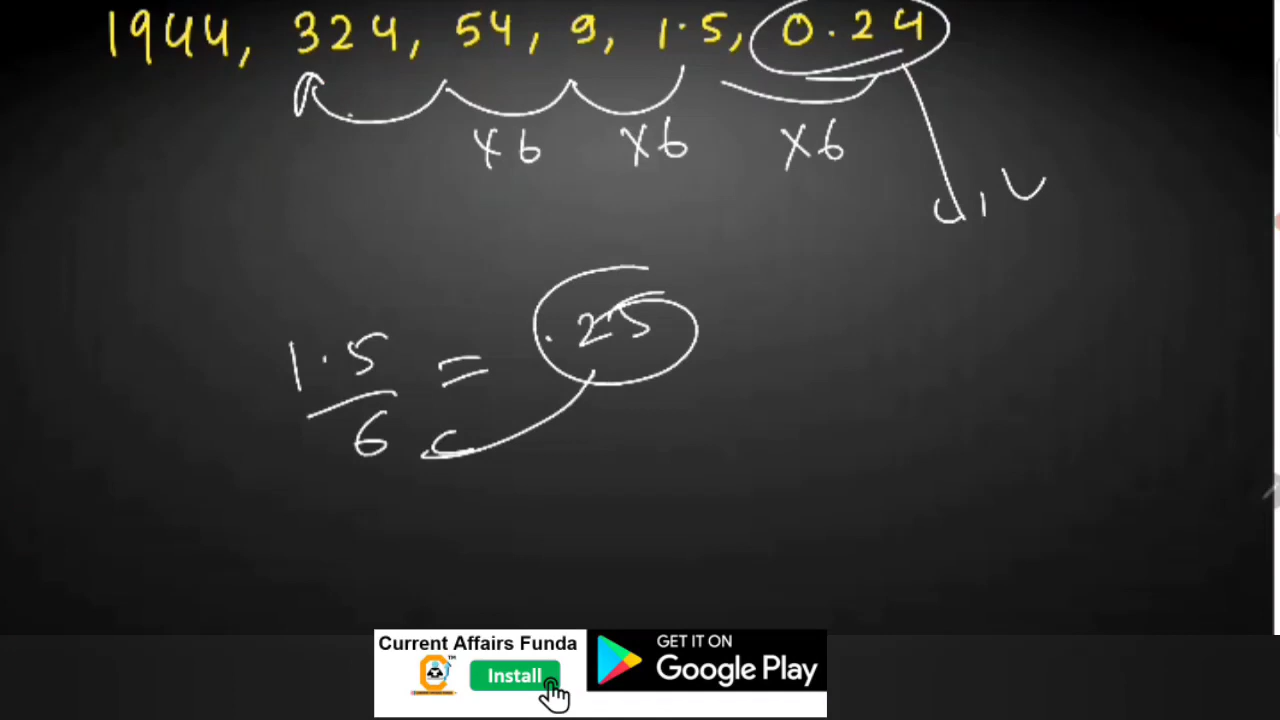 1944, 324, 54, 9, 1.5, 0.24
×6 ×6 ×6
div
1.5/6 = .25
Current Affairs Funda
Install
GET IT ON
Google Play